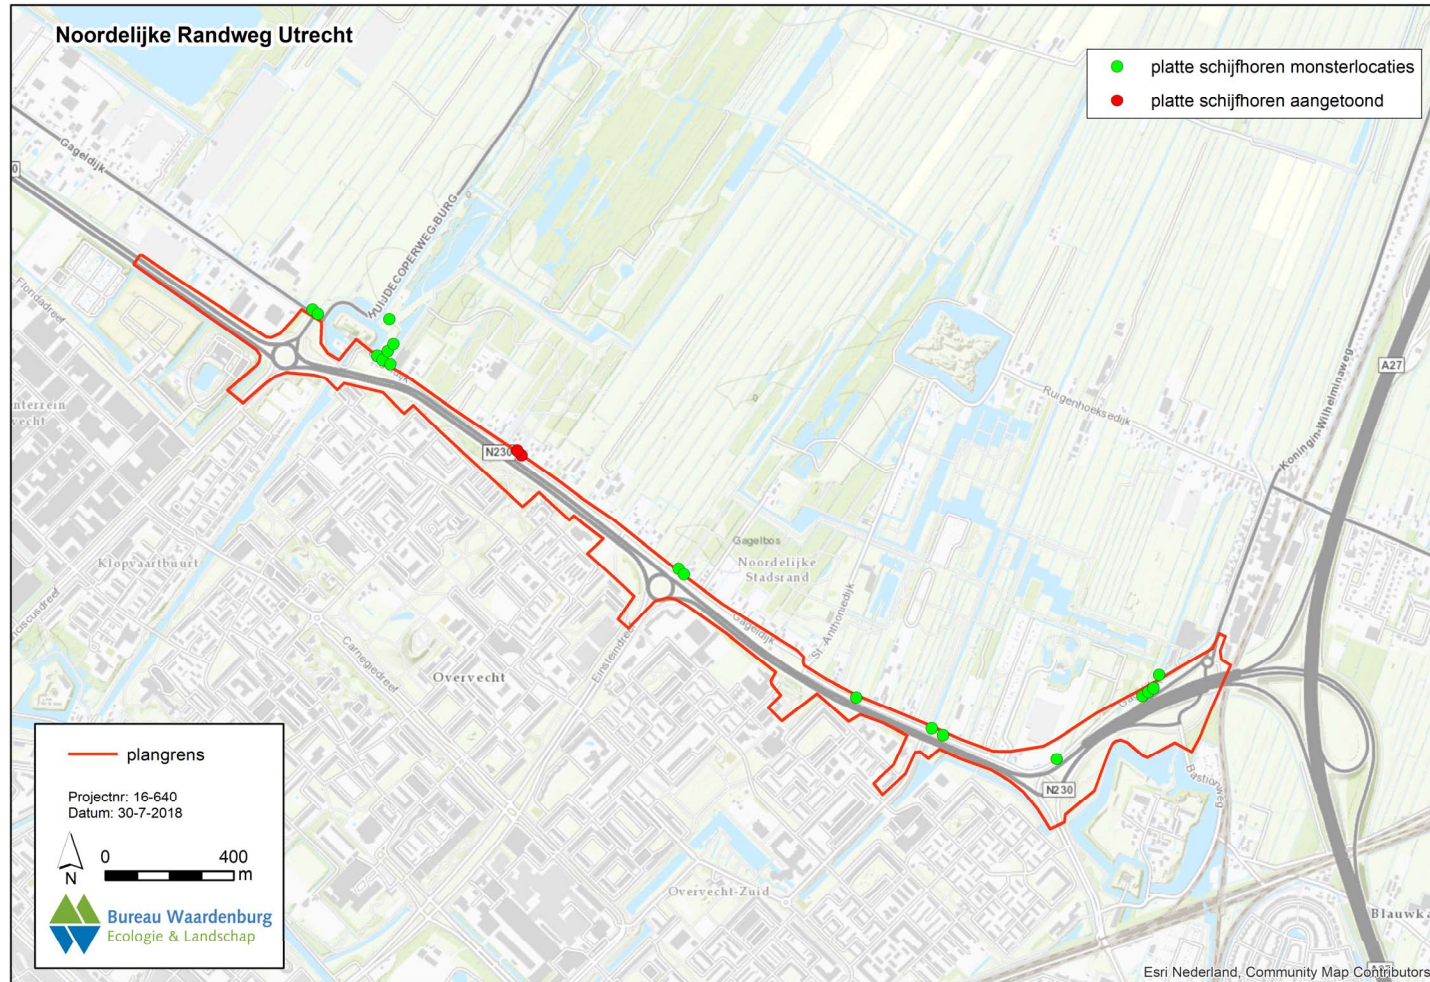 Noordelijke Randweg Utrecht
platte schijfhoren monsterlocaties
platte schijfhoren aangetoond
Gageldijk
0
HUIJDECOPERWEG-BURG
Floridadreef
A27
Koningin-Wilhelminaweg
Ruigenhoeksedijk
N230
Klopvaartbuurt
Gagelbos
Noordelijke
Stadsrand
St.-Anthoniedijk
Gageldijk
Einsteindreef
Carnegiedreef
Overvecht
N230
Bastionweg
Overvecht-Zuid
plangrens
Projectnr: 16-640
Datum: 30-7-2018
0 400
m
N
Bureau Waardenburg
Ecologie & Landschap
Esri Nederland, Community Map Contributors